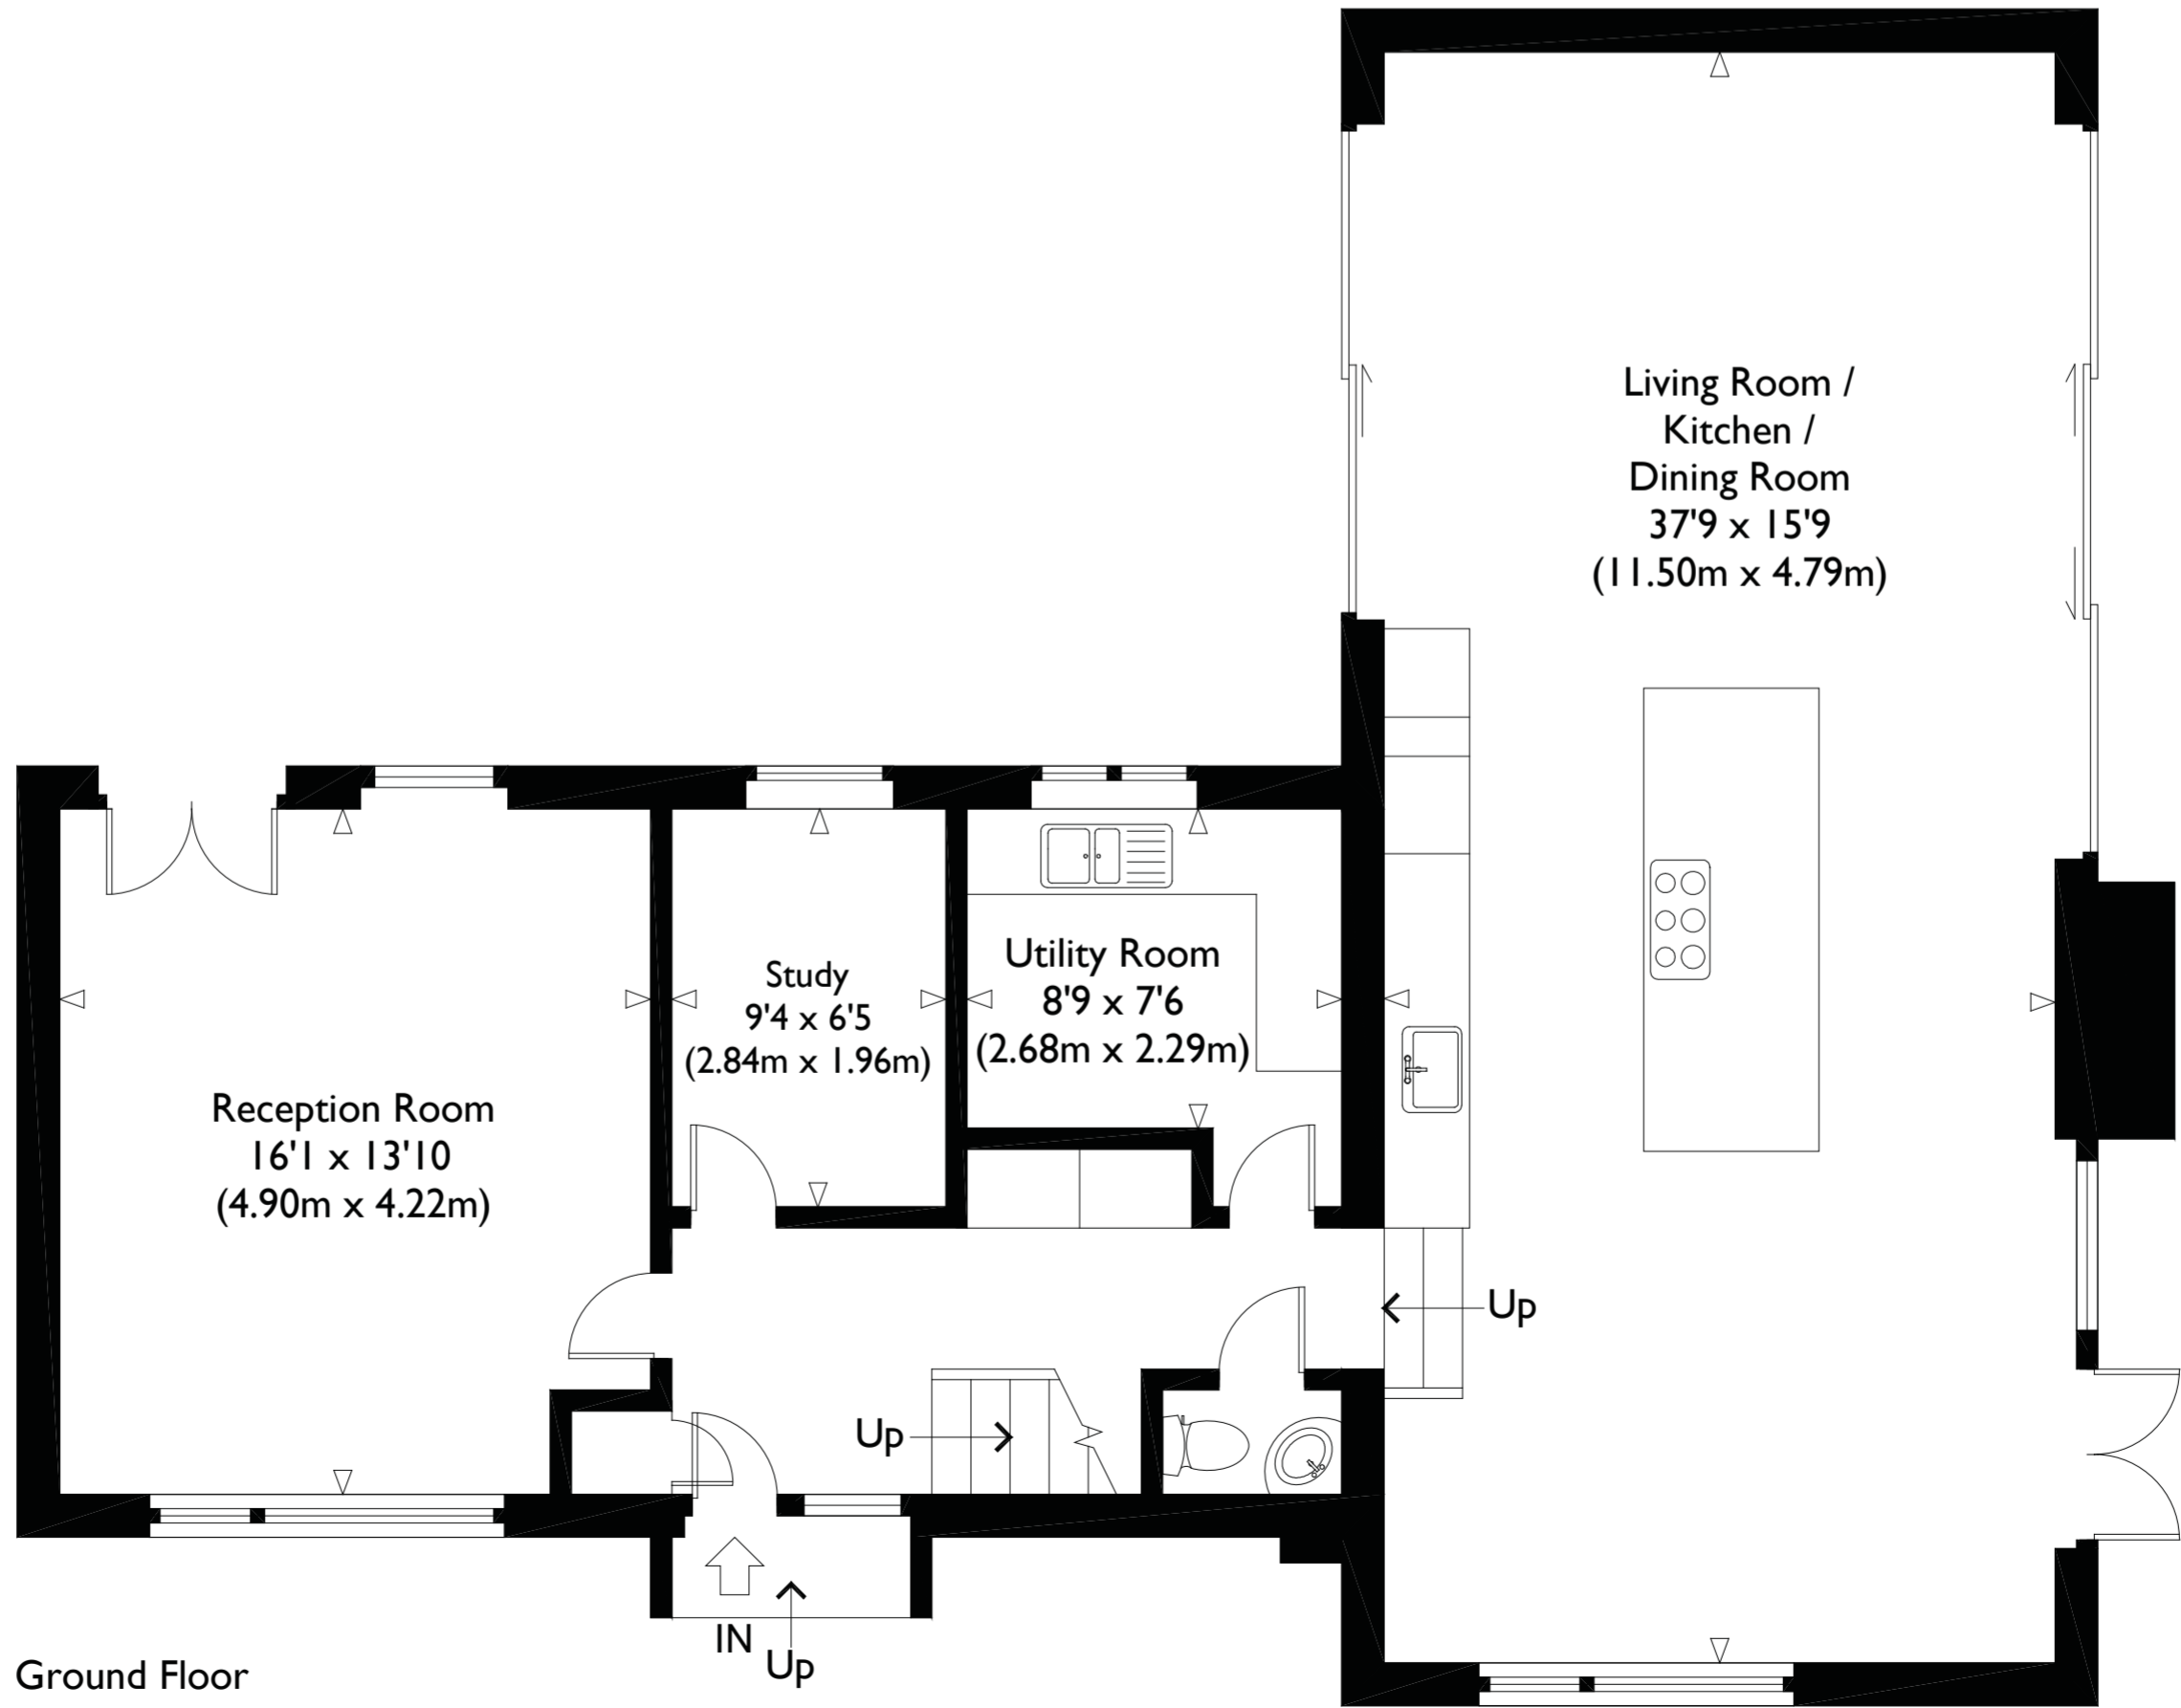 Living Room /
Kitchen /
Dining Room
37'9 x 15'9
(11.50m x 4.79m)
Study
9'4 x 6'5
(2.84m x 1.96m)
Utility Room
8'9 x 7'6
(2.68m x 2.29m)
Reception Room
16'1 x 13'10
(4.90m x 4.22m)
Up
Up
IN
Up
Ground Floor